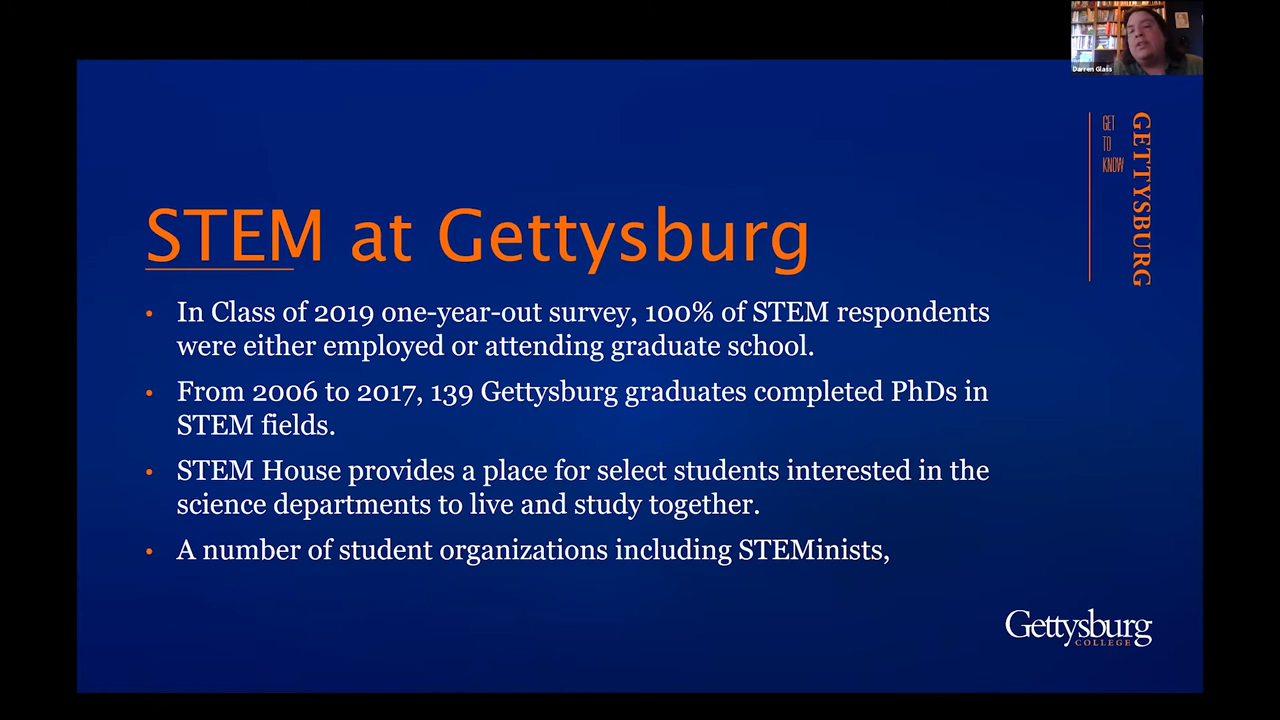 Darren Glass
GET
TO
KNOW
GETTYSBURG
STEM at Gettysburg
• In Class of 2019 one-year-out survey, 100% of STEM respondents
were either employed or attending graduate school.
• From 2006 to 2017, 139 Gettysburg graduates completed PhDs in
STEM fields.
• STEM House provides a place for select students interested in the
science departments to live and study together.
• A number of student organizations including STEMinists,
Gettysburg
COLLEGE